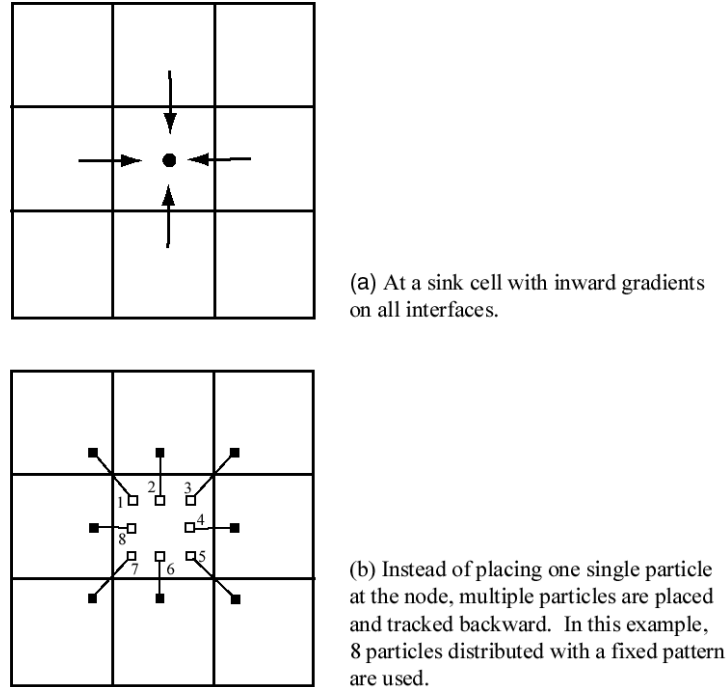 (a) At a sink cell with inward gradients
on all interfaces.
1
2
3
4
8
7
6
5
(b) Instead of placing one single particle
at the node, multiple particles are placed
and tracked backward. In this example,
8 particles distributed with a fixed pattern
are used.